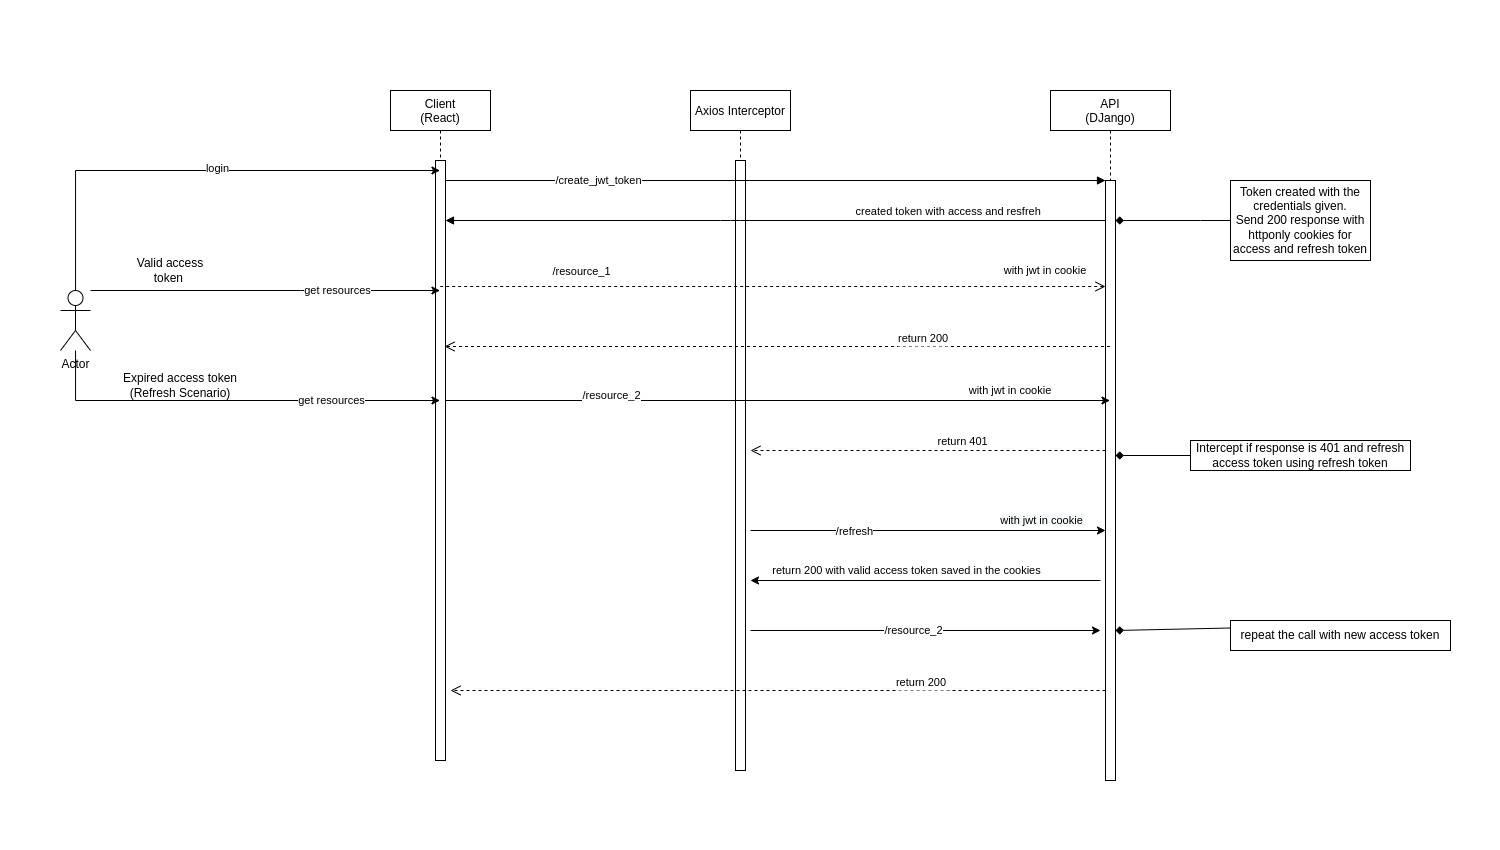 Client
(React)
Axios Interceptor
API
(DJango)
login
/create_jwt_token
created token with access and resfreh
Token created with the
credentials given.
Send 200 response with
httponly cookies for
access and refresh token
Valid access
token
get resources
/resource_1
with jwt in cookie
return 200
Actor
Expired access token
(Refresh Scenario)
get resources
/resource_2
with jwt in cookie
return 401
Intercept if response is 401 and refresh
access token using refresh token
/refresh
with jwt in cookie
return 200 with valid access token saved in the cookies
/resource_2
repeat the call with new access token
return 200